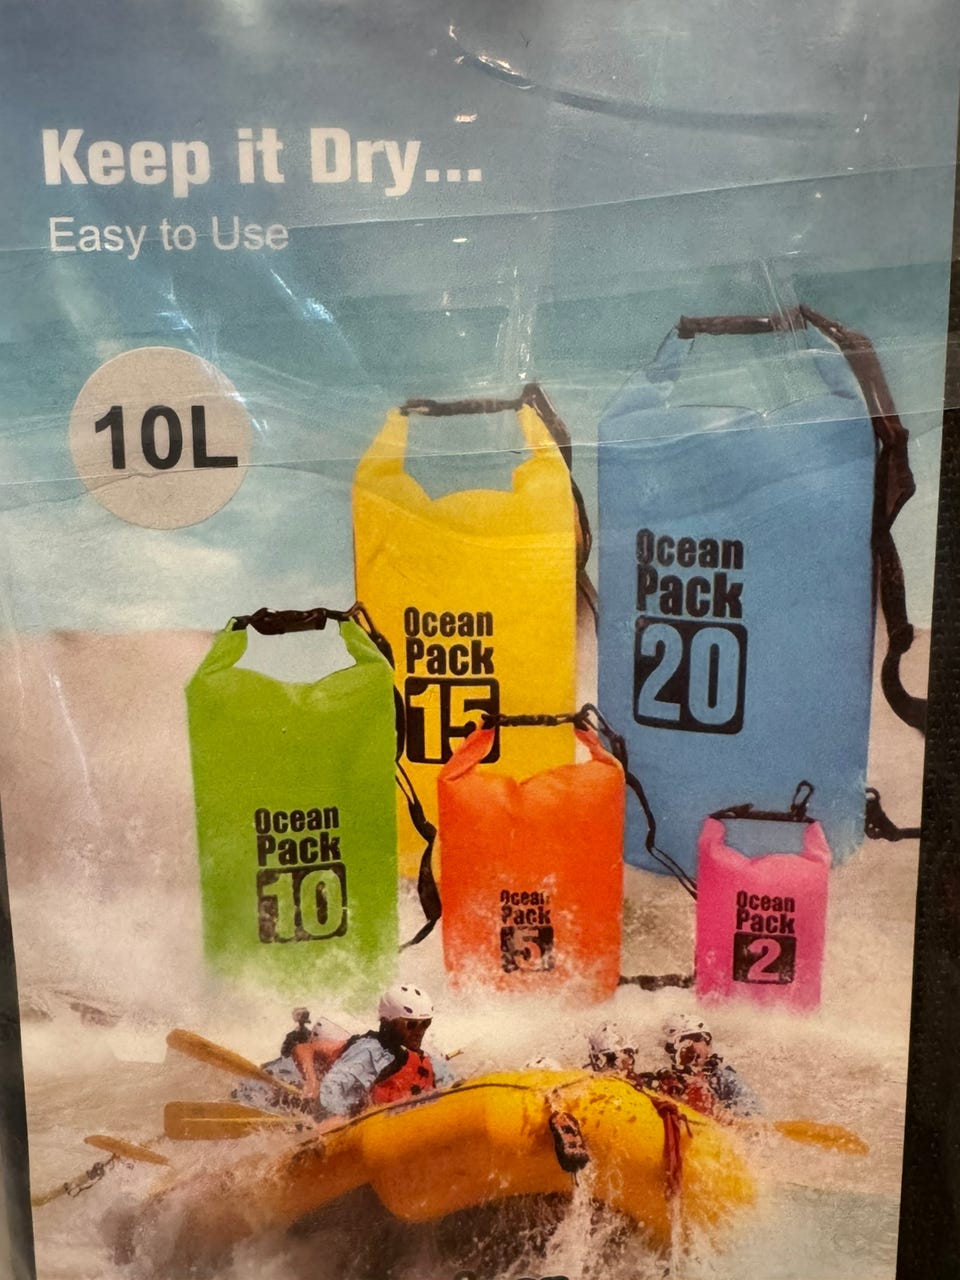 Keep it Dry...
Easy to Use
10L
Ocean
Pack
20
Ocean
Pack
15
Ocean
Pack
10
Ocean
Pack
5
Ocean
Pack
2